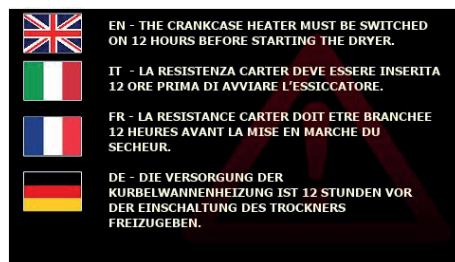 EN - THE CRANKCASE HEATER MUST BE SWITCHED
ON 12 HOURS BEFORE STARTING THE DRYER.
IT - LA RESISTENZA CARTER DEVE ESSERE INSERITA
12 ORE PRIMA DI AVVIARE L'ESSICCATORE.
FR - LA RESISTANCE CARTER DOIT ETRE BRANCHEE
12 HEURES AVANT LA MISE EN MARCHE DU
SECHEUR.
DE - DIE VERSORGUNG DER
KURBELWANNENHEIZUNG IST 12 STUNDEN VOR
DER EINSCHALTUNG DES TROCKNERS
FREIZUGEBEN.